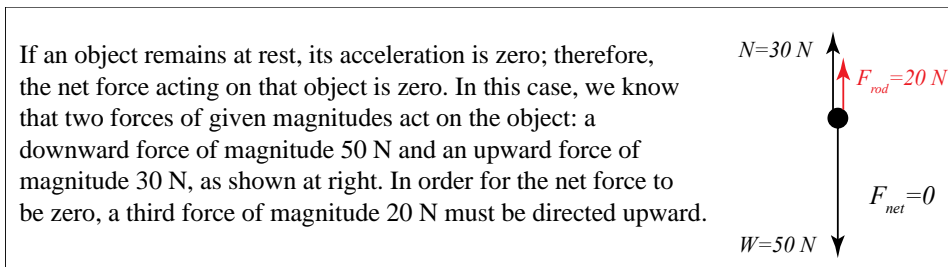 If an object remains at rest, its acceleration is zero; therefore,
the net force acting on that object is zero. In this case, we know
that two forces of given magnitudes act on the object: a
downward force of magnitude 50 N and an upward force of
magnitude 30 N, as shown at right. In order for the net force to
be zero, a third force of magnitude 20 N must be directed upward.
N=30 N
F_rod=20 N
F_net=0
W=50 N